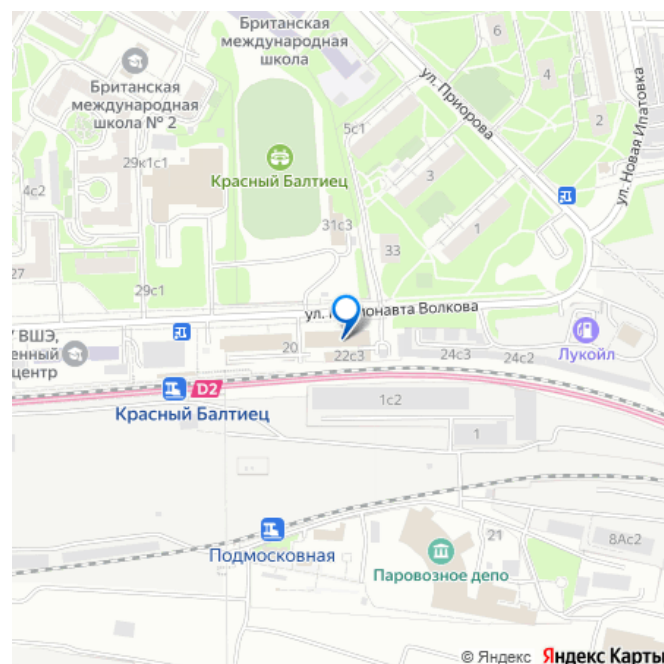 Британская
международная
школа
6
ул. Приорова
4
Британская
международная
школа № 2
2
ул. Новая Ипатовка
5с1
29к1с1
Красный Балтиец
3
4с2
31с3
1
33
27
29с1
ул. К
монавта Волкова
ВШЭ,
енный
центр
20
22с3
24с3
24с2
Лукойл
D2
Красный Балтиец
1с2
1
Подмосковная
21
8Ас2
Паровозное депо
© Яндекс Яндекс Карты